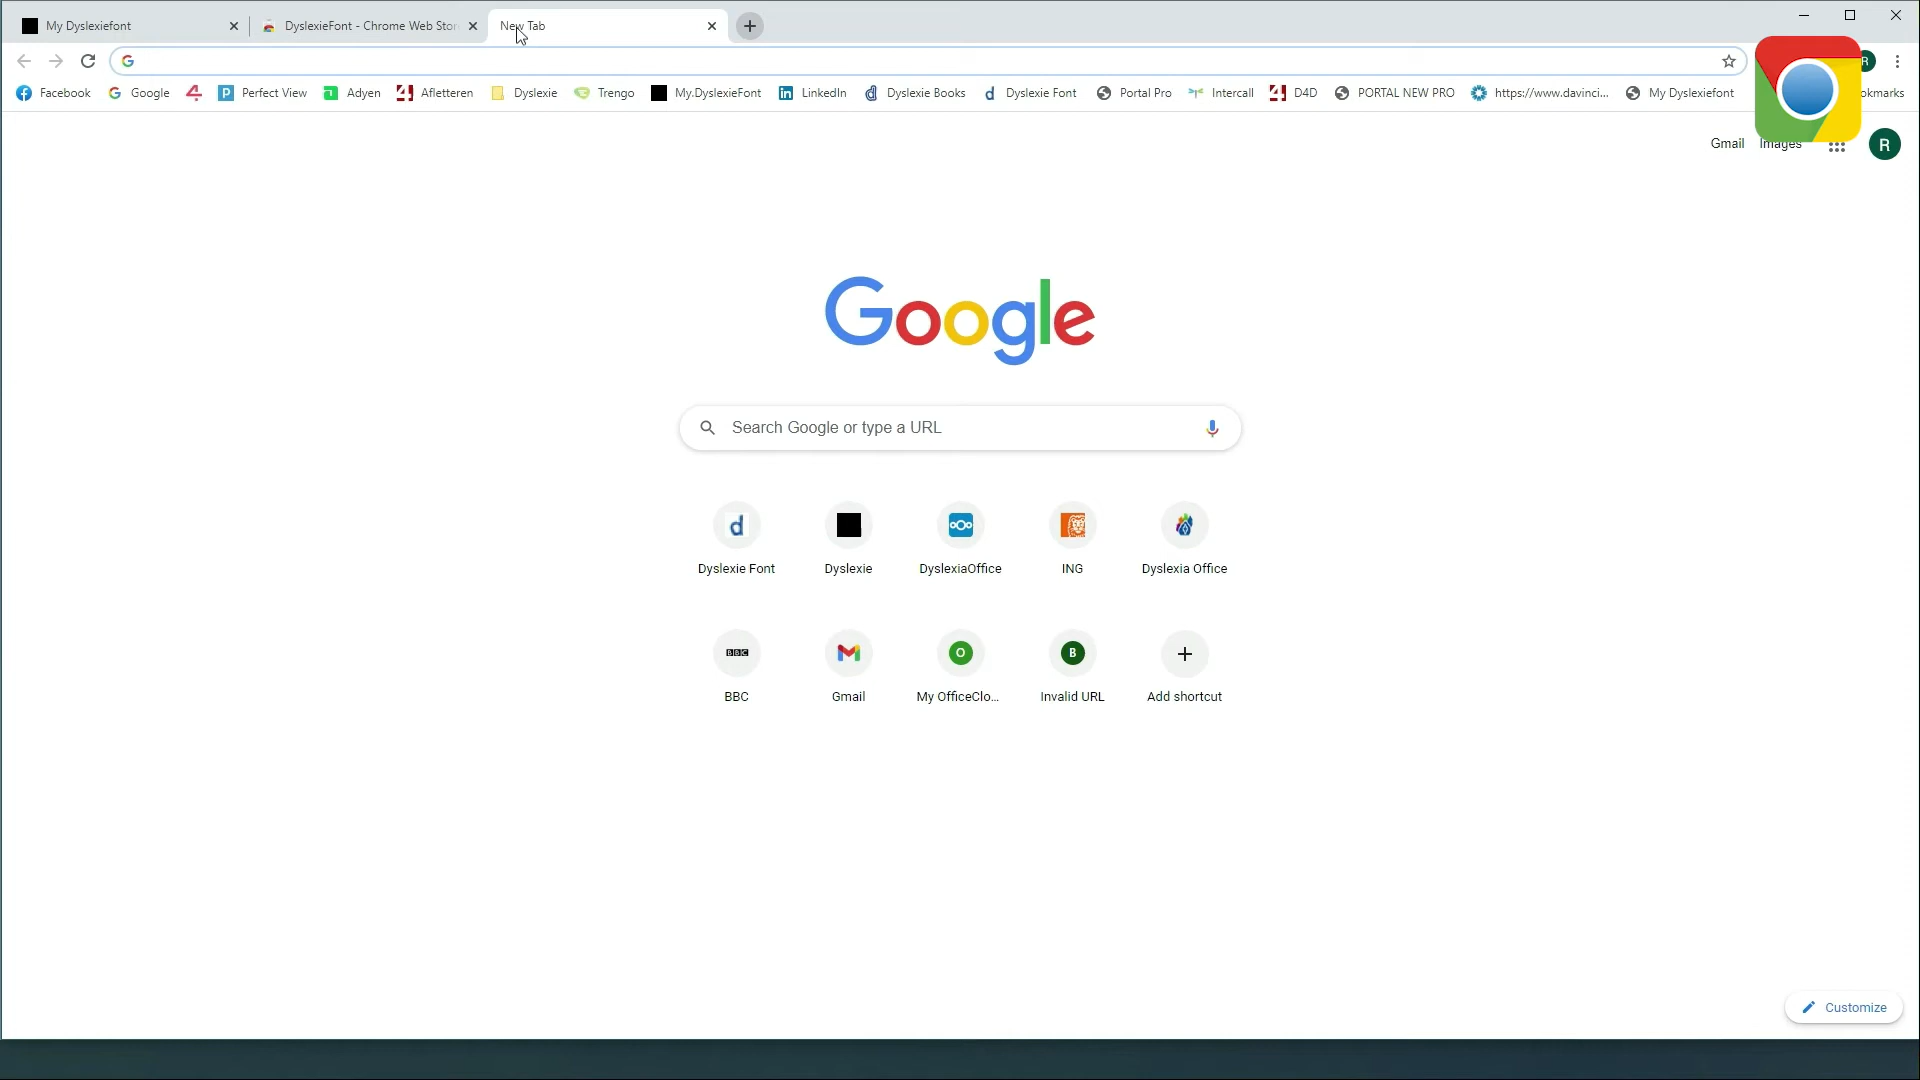 My Dyslexiefont
DyslexieFont - Chrome Web Stor
New Tab
Facebook
Google
Perfect View
Adyen
Afletteren
Dyslexie
Trengo
My.DyslexieFont
LinkedIn
Dyslexie Books
Dyslexie Font
Portal Pro
Intercall
D4D
PORTAL NEW PRO
https://www.davinci...
My Dyslexiefont
okmarks
R
Gmail
Images
R
Google
Search Google or type a URL
Dyslexie Font
Dyslexie
DyslexiaOffice
ING
Dyslexia Office
BBC
O
B
BBC
Gmail
My OfficeClo...
Invalid URL
Add shortcut
Customize